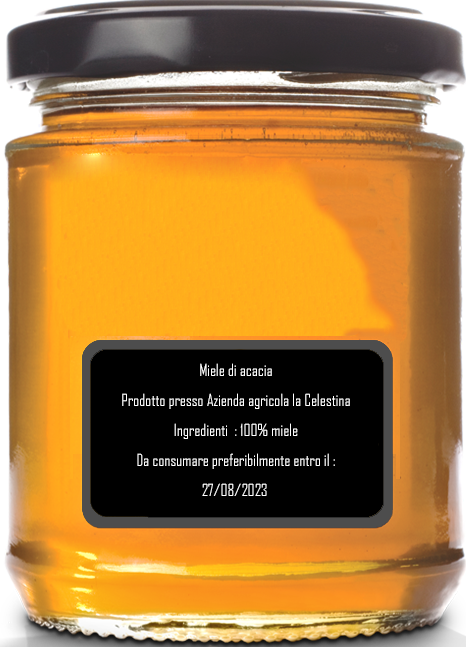 Miele di acacia
Prodotto presso Azienda agricola la Celestina
Ingredienti : 100% miele
Da consumare preferibilmente entro il :
27/08/2023